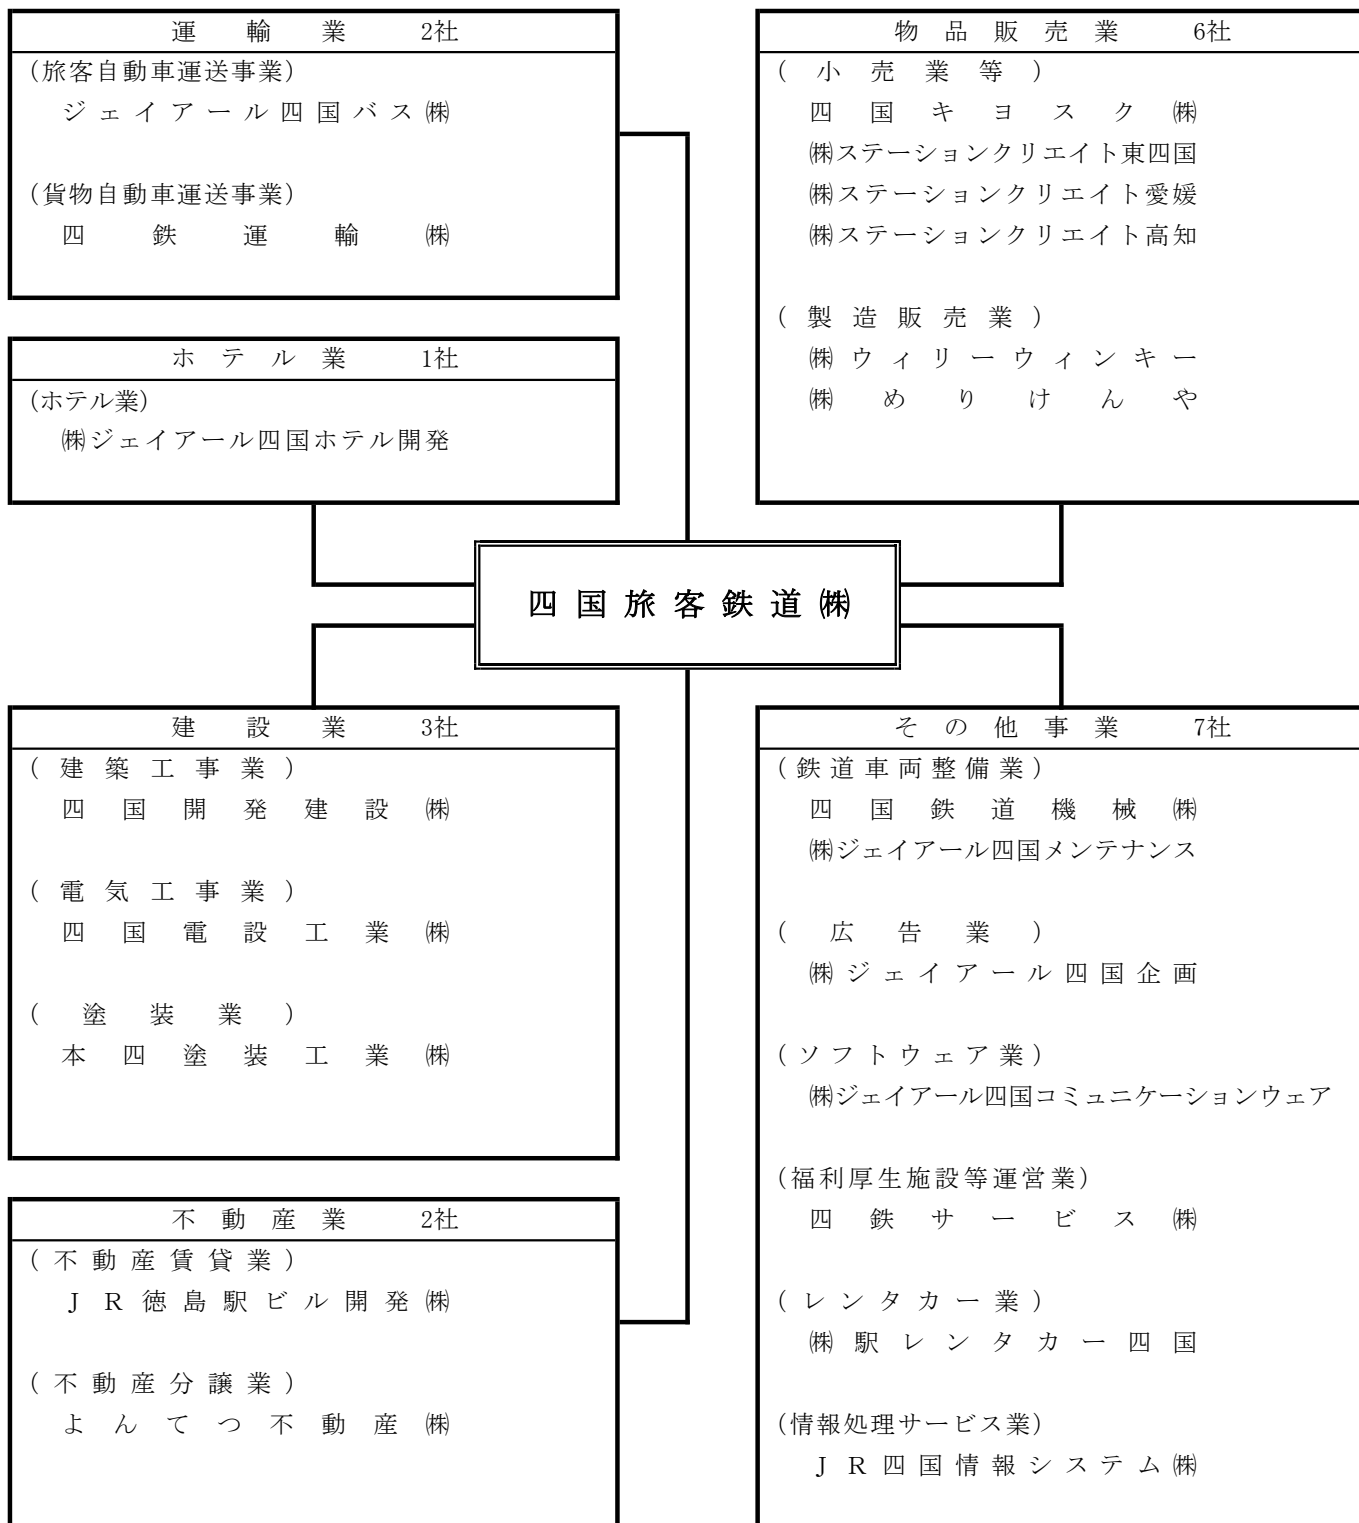 運輸業 2社
(旅客自動車運送事業)
ジェイアール四国バス㈱
(貨物自動車運送事業)
四鉄運輸㈱
ホテル業 1社
(ホテル業)
㈱ジェイアール四国ホテル開発
物品販売業 6社
(小売業等)
四国キヨスク㈱
㈱ステーションクリエイト東四国
㈱ステーションクリエイト愛媛
㈱ステーションクリエイト高知
(製造販売業)
㈱ウィリーウィンキー
㈱めりけんや
四国旅客鉄道㈱
建設業 3社
(建築工事業)
四国開発建設㈱
(電気工事業)
四国電設工業㈱
(塗装業)
本四塗装工業㈱
不動産業 2社
(不動産賃貸業)
JR徳島駅ビル開発㈱
(不動産分譲業)
よんてつ不動産㈱
その他事業 7社
(鉄道車両整備業)
四国鉄道機械㈱
㈱ジェイアール四国メンテナンス
(広告業)
㈱ジェイアール四国企画
(ソフトウェア業)
㈱ジェイアール四国コミュニケーションウェア
(福利厚生施設等運営業)
四鉄サービス㈱
(レンタカー業)
㈱駅レンタカー四国
(情報処理サービス業)
JR四国情報システム㈱